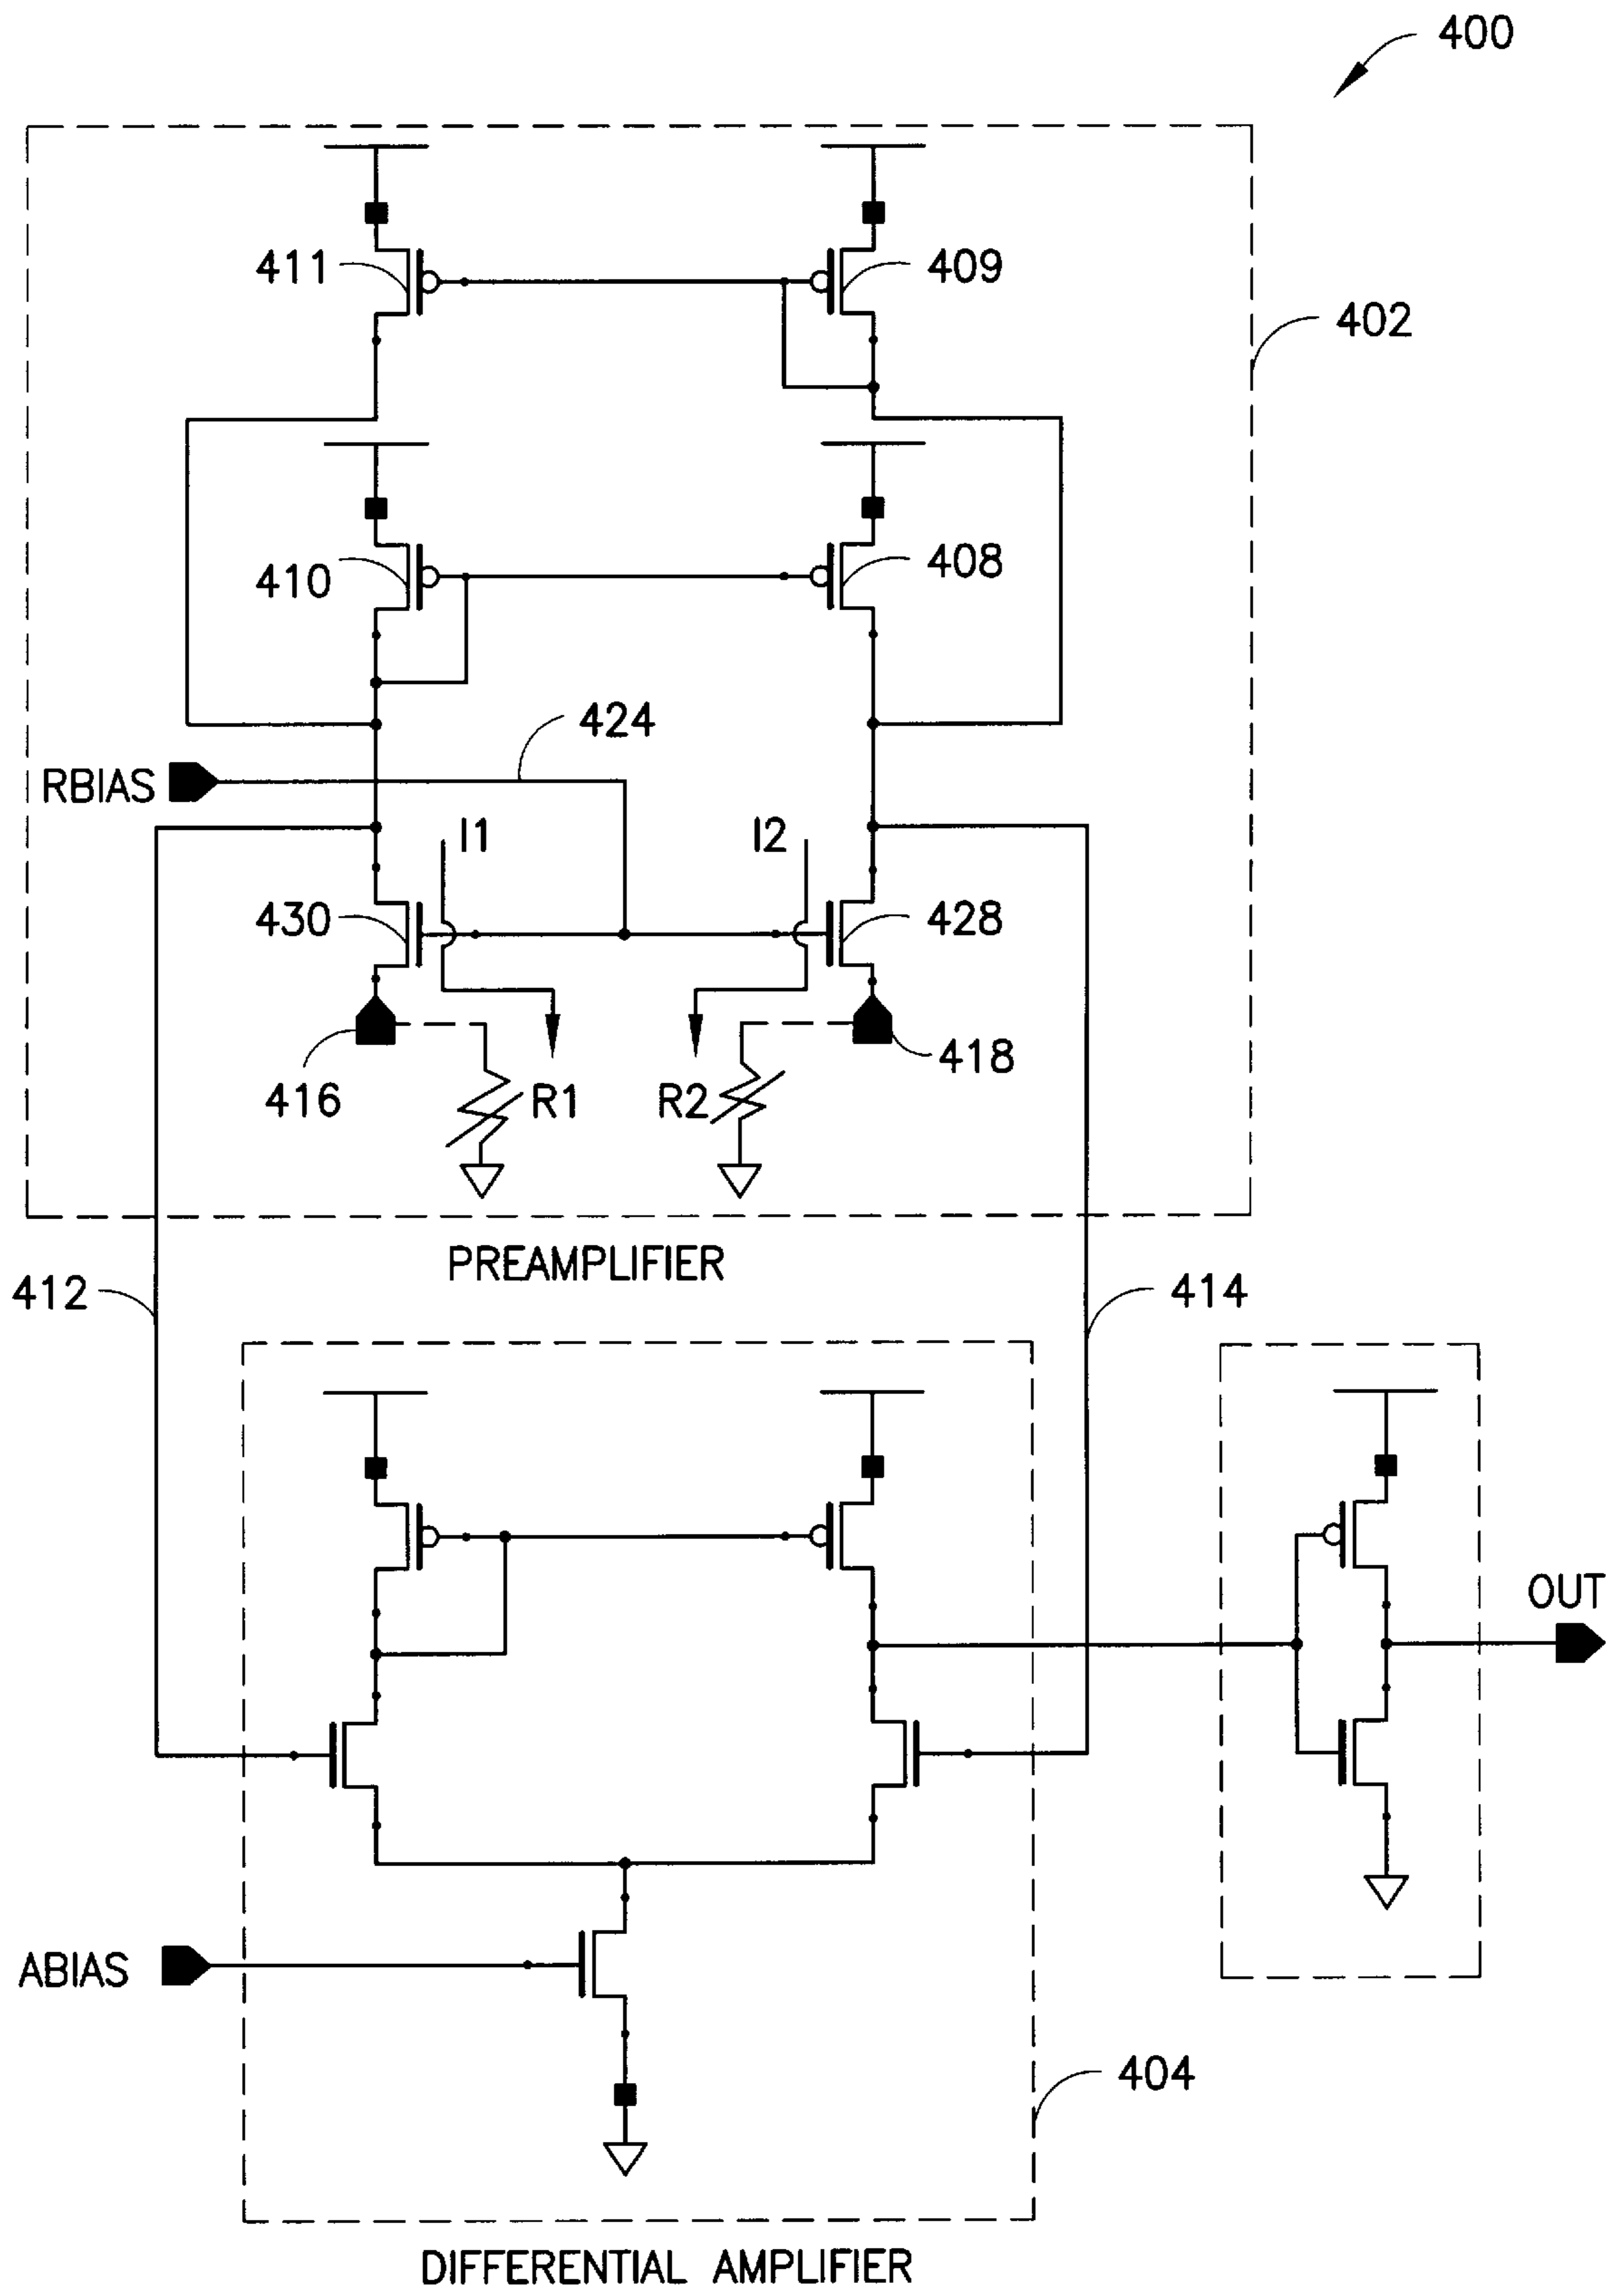 400
411
409
402
410
408
424
RBIAS
I1
I2
430
428
416
R1
R2
418
PREAMPLIFIER
412
414
OUT
ABIAS
404
DIFFERENTIAL AMPLIFIER